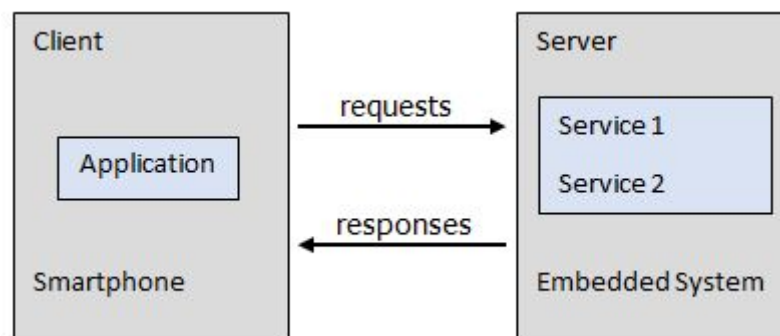 Client
Application
Smartphone
requests
responses
Server
Service 1
Service 2
Embedded System